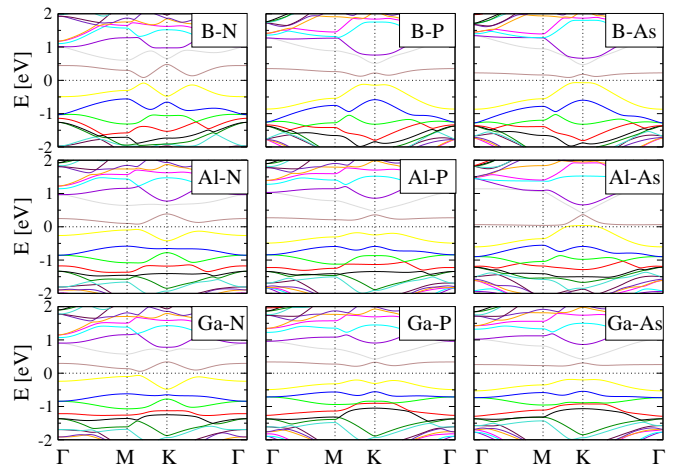 2 B-N B-P B-As
1
E [eV] 0
-1
-2
2 Al-N Al-P Al-As
1
E [eV] 0
-1
-2
2 Ga-N Ga-P Ga-As
1
E [eV] 0
-1
-2
Γ M K Γ Γ M K Γ Γ M K Γ